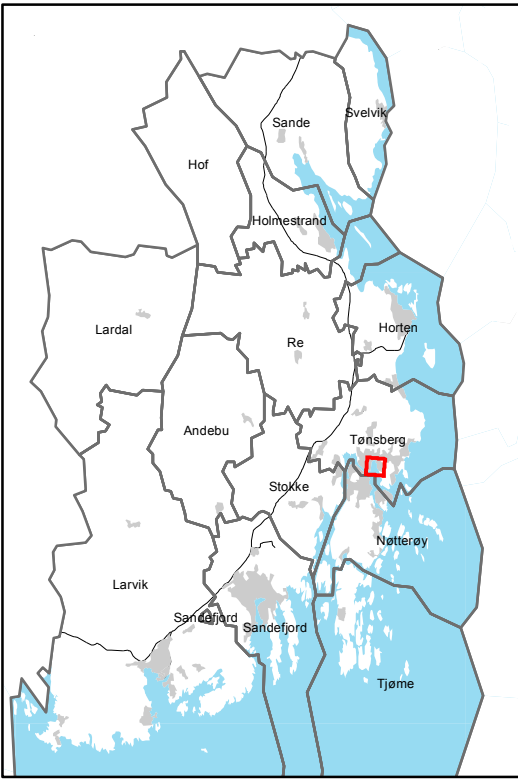 Svelvik
Sande
Hof
Holmestrand
Lardal
Re
Horten
Andebu
Tønsberg
Stokke
Nøtterøy
Larvik
Sandefjord
Sandefjord
Tjøme